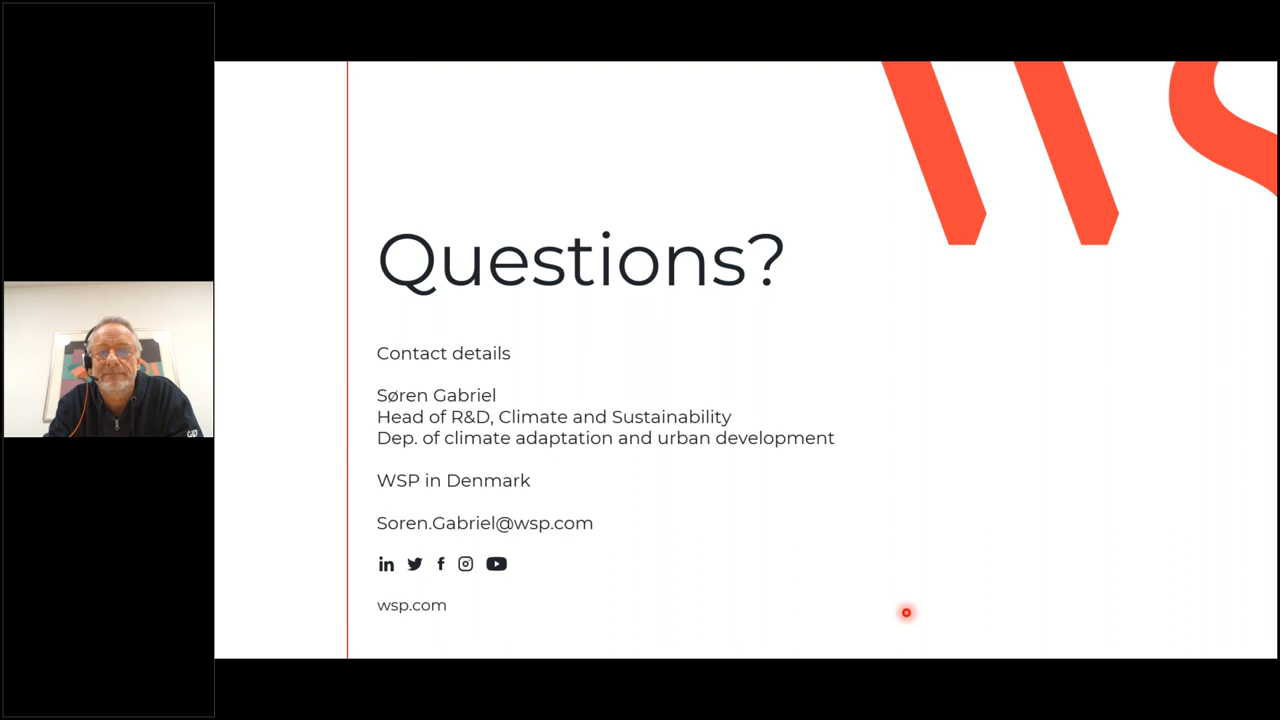 WS
Questions?
Contact details
Søren Gabriel
Head of R&D, Climate and Sustainability
Dep. of climate adaptation and urban development
WSP in Denmark
Soren.Gabriel@wsp.com
wsp.com